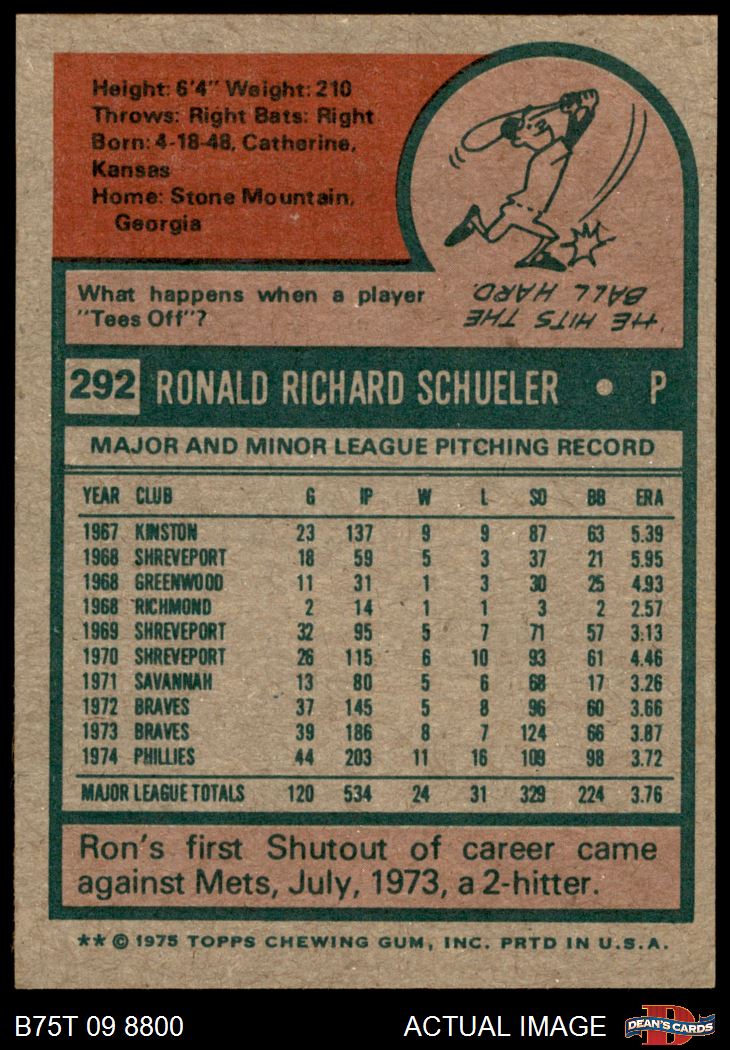 Height: 6'4" Weight: 210
Throws: Right Bats: Right
Born: 4-18-48, Catherine,
Kansas
Home: Stone Mountain,
Georgia
What happens when a player
"Tees Off"?
HE HITS THE
BALL HARD.
292 RONALD RICHARD SCHUELER • P
MAJOR AND MINOR LEAGUE PITCHING RECORD
YEAR CLUB G IP W L SO BB ERA
1967 KINSTON 23 137 9 9 87 63 5.39
1968 SHREVEPORT 18 59 5 3 37 21 5.95
1968 GREENWOOD 11 31 1 3 30 25 4.93
1968 RICHMOND 2 14 1 1 3 2 2.57
1969 SHREVEPORT 32 95 5 7 71 57 3.13
1970 SHREVEPORT 26 115 6 10 93 61 4.46
1971 SAVANNAH 13 80 5 6 68 17 3.26
1972 BRAVES 37 145 5 8 96 60 3.66
1973 BRAVES 39 186 8 7 124 66 3.87
1974 PHILLIES 44 203 11 16 109 98 3.72
MAJOR LEAGUE TOTALS 120 534 24 31 329 224 3.76
Ron's first Shutout of career came
against Mets, July, 1973, a 2-hitter.
** © 1975 TOPPS CHEWING GUM, INC. PRTD IN U.S.A.
B75T 09 8800 ACTUAL IMAGE D DEAN'S CARDS